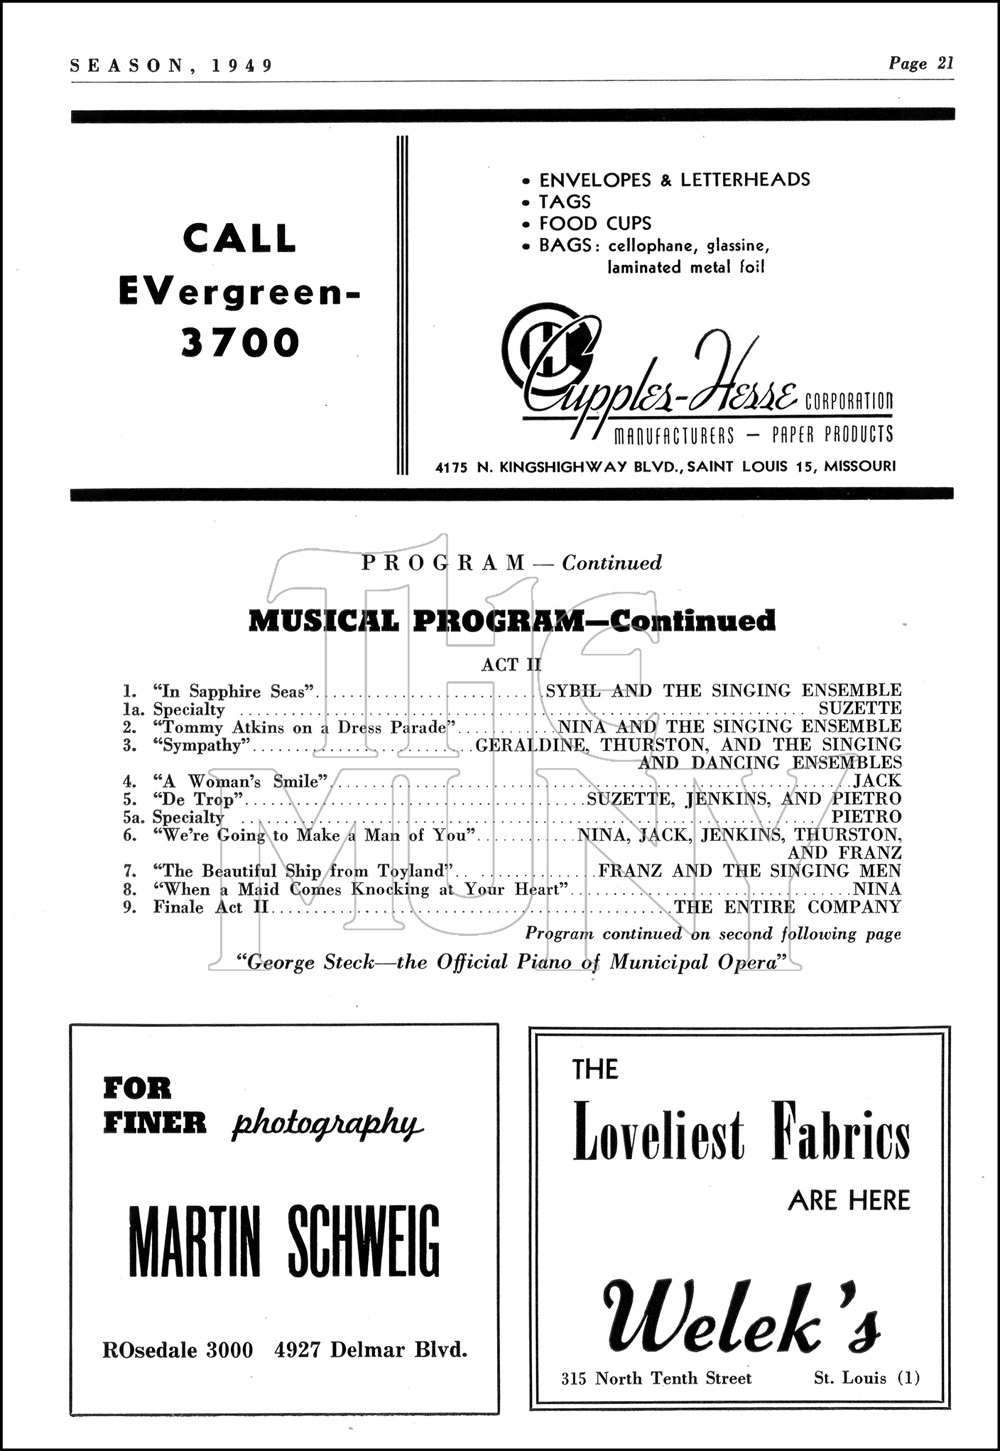 SEASON, 1949
Page 21
CALL
EVergreen-
3700
• ENVELOPES & LETTERHEADS
• TAGS
• FOOD CUPS
• BAGS: cellophane, glassine,
laminated metal foil
CH
Cupples-Hesse CORPORATION
MANUFACTURERS — PAPER PRODUCTS
4175 N. KINGSHIGHWAY BLVD., SAINT LOUIS 15, MISSOURI
PROGRAM — Continued
MUSICAL PROGRAM—Continued
ACT II
1. “In Sapphire Seas”. . . . . . . . . . . . . . . . . . . . . . . . . SYBIL AND THE SINGING ENSEMBLE
1a. Specialty . . . . . . . . . . . . . . . . . . . . . . . . . . . . . . . . . . . . . . . . . . . . . . . . . . . . . . . . . . . . . . SUZETTE
2. “Tommy Atkins on a Dress Parade” . . . . . . . . . . . NINA AND THE SINGING ENSEMBLE
3. “Sympathy”. . . . . . . . . . . . . . . . . . . . . . . . GERALDINE, THURSTON, AND THE SINGING
AND DANCING ENSEMBLES
4. “A Woman's Smile”. . . . . . . . . . . . . . . . . . . . . . . . . . . . . . . . . . . . . . . . . . . . . . . . . . . . . . . . JACK
5. “De Trop”. . . . . . . . . . . . . . . . . . . . . . . . . . . . . . . . . . . . . SUZETTE, JENKINS, AND PIETRO
5a. Specialty . . . . . . . . . . . . . . . . . . . . . . . . . . . . . . . . . . . . . . . . . . . . . . . . . . . . . . . . . . . . . . . PIETRO
6. “We're Going to Make a Man of You”. . . . . . . . . . . NINA, JACK, JENKINS, THURSTON,
AND FRANZ
7. “The Beautiful Ship from Toyland”. . . . . . . . . . . . . . . . FRANZ AND THE SINGING MEN
8. “When a Maid Comes Knocking at Your Heart”. . . . . . . . . . . . . . . . . . . . . . . . . . . . . . . NINA
9. Finale Act II. . . . . . . . . . . . . . . . . . . . . . . . . . . . . . . . . . . . . . . . . . . . THE ENTIRE COMPANY
Program continued on second following page
“George Steck—the Official Piano of Municipal Opera”
THE
MUNY
FOR
FINER photography
MARTIN SCHWEIG
ROsedale 3000 4927 Delmar Blvd.
THE
Loveliest Fabrics
ARE HERE
Welek's
315 North Tenth Street St. Louis (1)